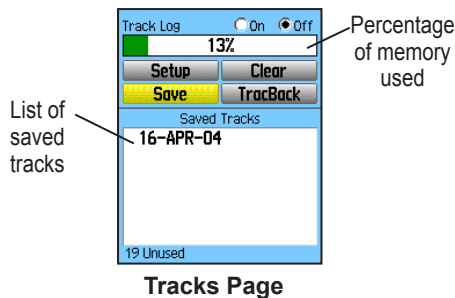 Track Log On Off
13%
Setup Clear
Save TracBack
Saved Tracks
16-APR-04
19 Unused
Percentage
of memory
used
List of
saved
tracks
Tracks Page